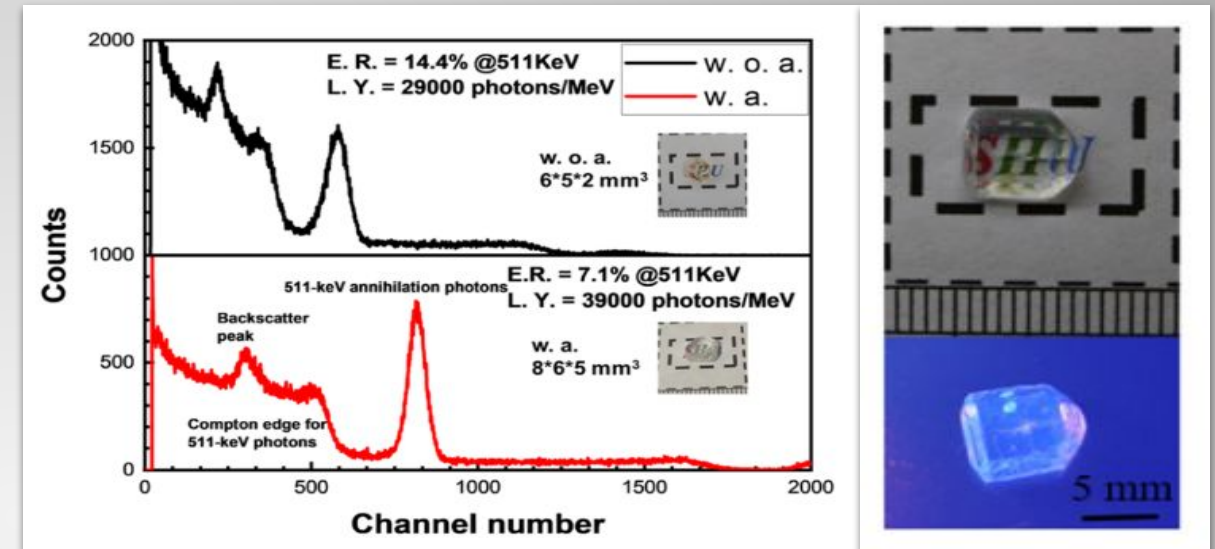 2000
1500
1000
500
0
Counts
E. R. = 14.4% @511KeV
L. Y. = 29000 photons/MeV
w. o. a.
w. a.
w. o. a.
6*5*2 mm³
E.R. = 7.1% @511KeV
L. Y. = 39000 photons/MeV
511-keV annihilation photons
Backscatter
peak
w. a.
8*6*5 mm³
Compton edge for
511-keV photons
0
500
1000
1500
2000
Channel number
SHU
5 mm